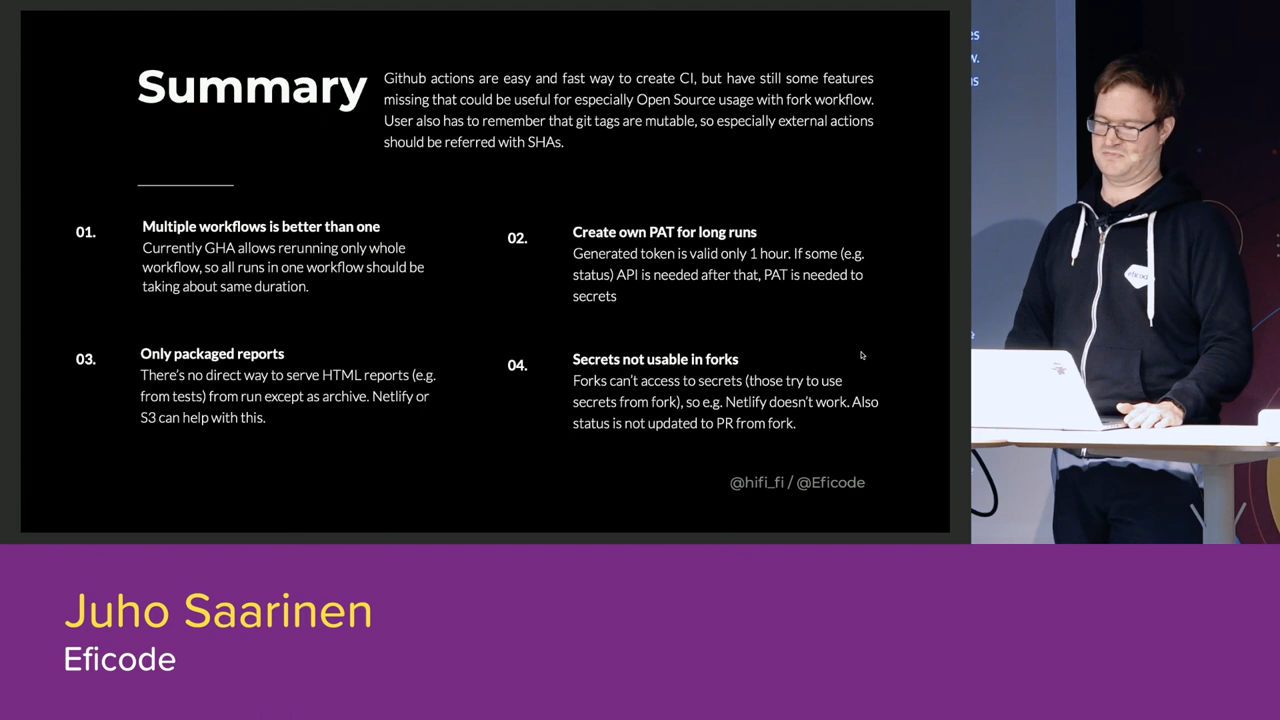 Summary
Github actions are easy and fast way to create CI, but have still some features
missing that could be useful for especially Open Source usage with fork workflow.
User also has to remember that git tags are mutable, so especially external actions
should be referred with SHAs.
01.
Multiple workflows is better than one
Currently GHA allows rerunning only whole
workflow, so all runs in one workflow should be
taking about same duration.
02.
Create own PAT for long runs
Generated token is valid only 1 hour. If some (e.g.
status) API is needed after that, PAT is needed to
secrets
03.
Only packaged reports
There's no direct way to serve HTML reports (e.g.
from tests) from run except as archive. Netlify or
S3 can help with this.
04.
Secrets not usable in forks
Forks can't access to secrets (those try to use
secrets from fork), so e.g. Netlify doesn't work. Also
status is not updated to PR from fork.
@hifi_fi / @Eficode
es
w.
ns
eficode
Juho Saarinen
Eficode